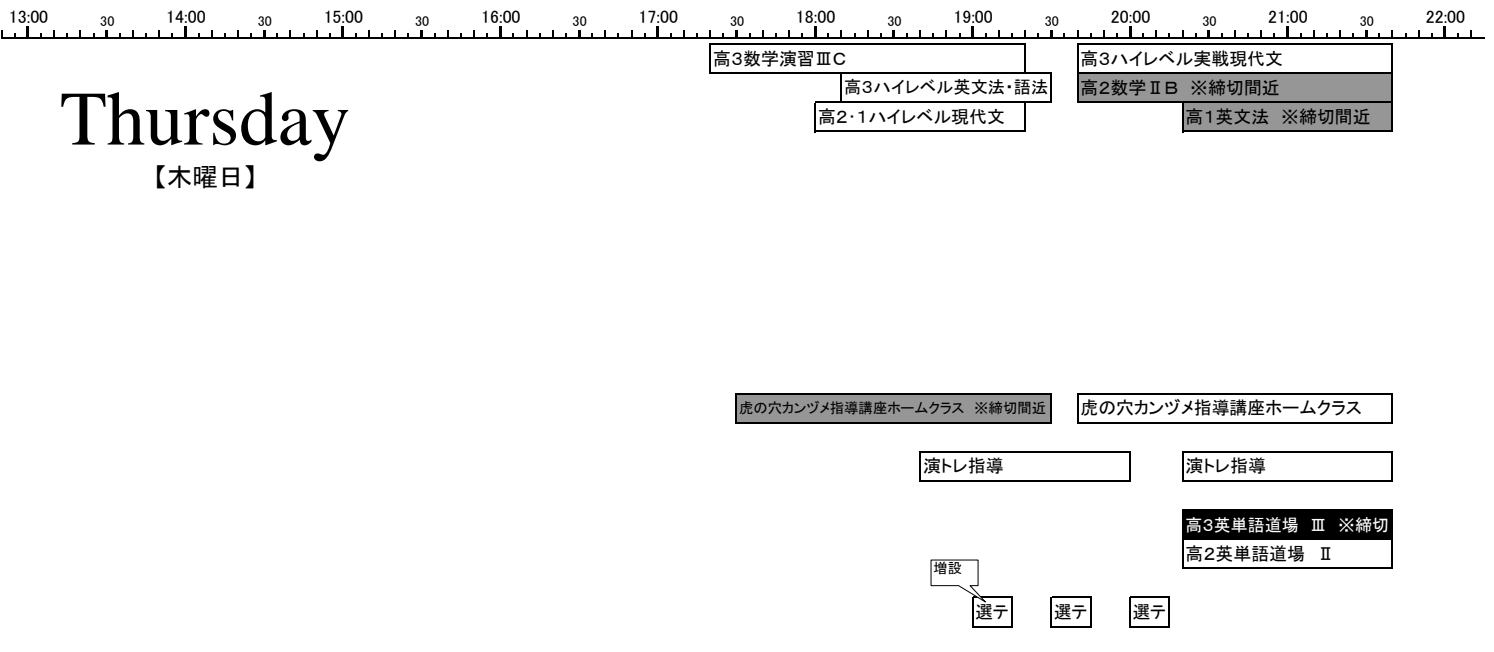 13:00 30 14:00 30 15:00 30 16:00 30 17:00 30 18:00 30 19:00 30 20:00 30 21:00 30 22:00
高3数学演習ⅢC 高3ハイレベル実戦現代文
高3ハイレベル英文法・語法 高2数学ⅡB ※締切間近
高2・1ハイレベル現代文 高1英文法 ※締切間近
Thursday
【木曜日】
虎の穴カンヅメ指導講座ホームクラス ※締切間近 虎の穴カンヅメ指導講座ホームクラス
演トレ指導 演トレ指導
高3英単語道場 Ⅲ ※締切
高2英単語道場 Ⅱ
増設
選テ 選テ 選テ